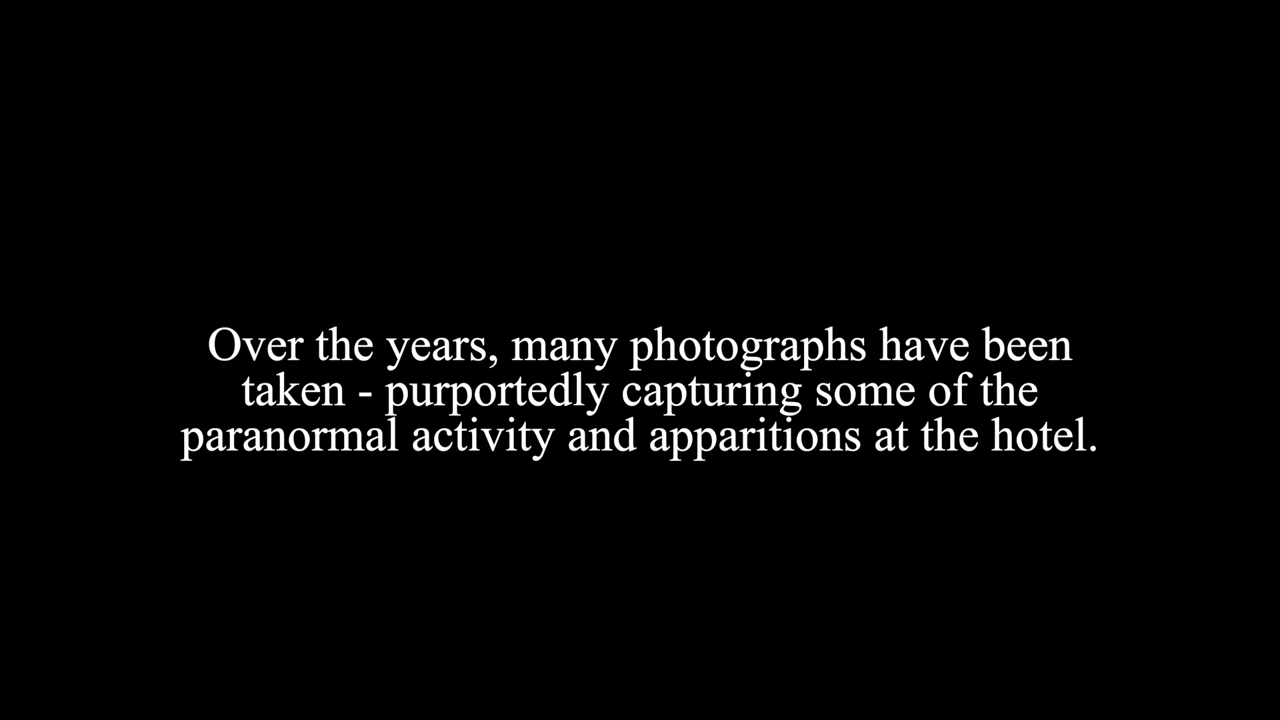 Over the years, many photographs have been
taken - purportedly capturing some of the
paranormal activity and apparitions at the hotel.